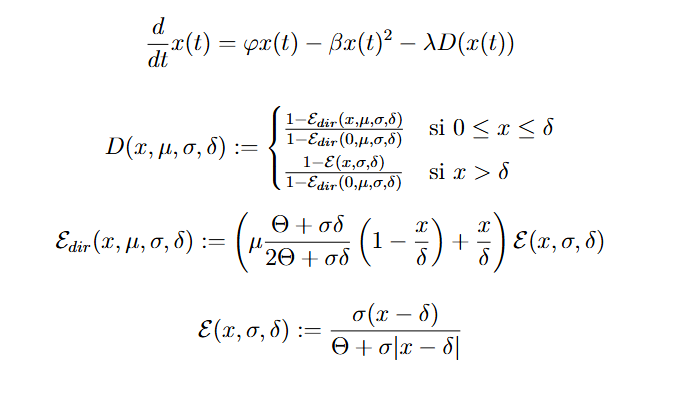 d/dt x(t) = φx(t) − βx(t)² − λD(x(t))
D(x, μ, σ, δ) := { (1−𝓔_dir(x,μ,σ,δ))/(1−𝓔_dir(0,μ,σ,δ)) si 0 ≤ x ≤ δ
(1−𝓔(x,σ,δ))/(1−𝓔_dir(0,μ,σ,δ)) si x > δ
𝓔_dir(x, μ, σ, δ) := (μ (Θ + σδ)/(2Θ + σδ) (1 − x/δ) + x/δ) 𝓔(x, σ, δ)
𝓔(x, σ, δ) := σ(x − δ)/(Θ + σ|x − δ|)